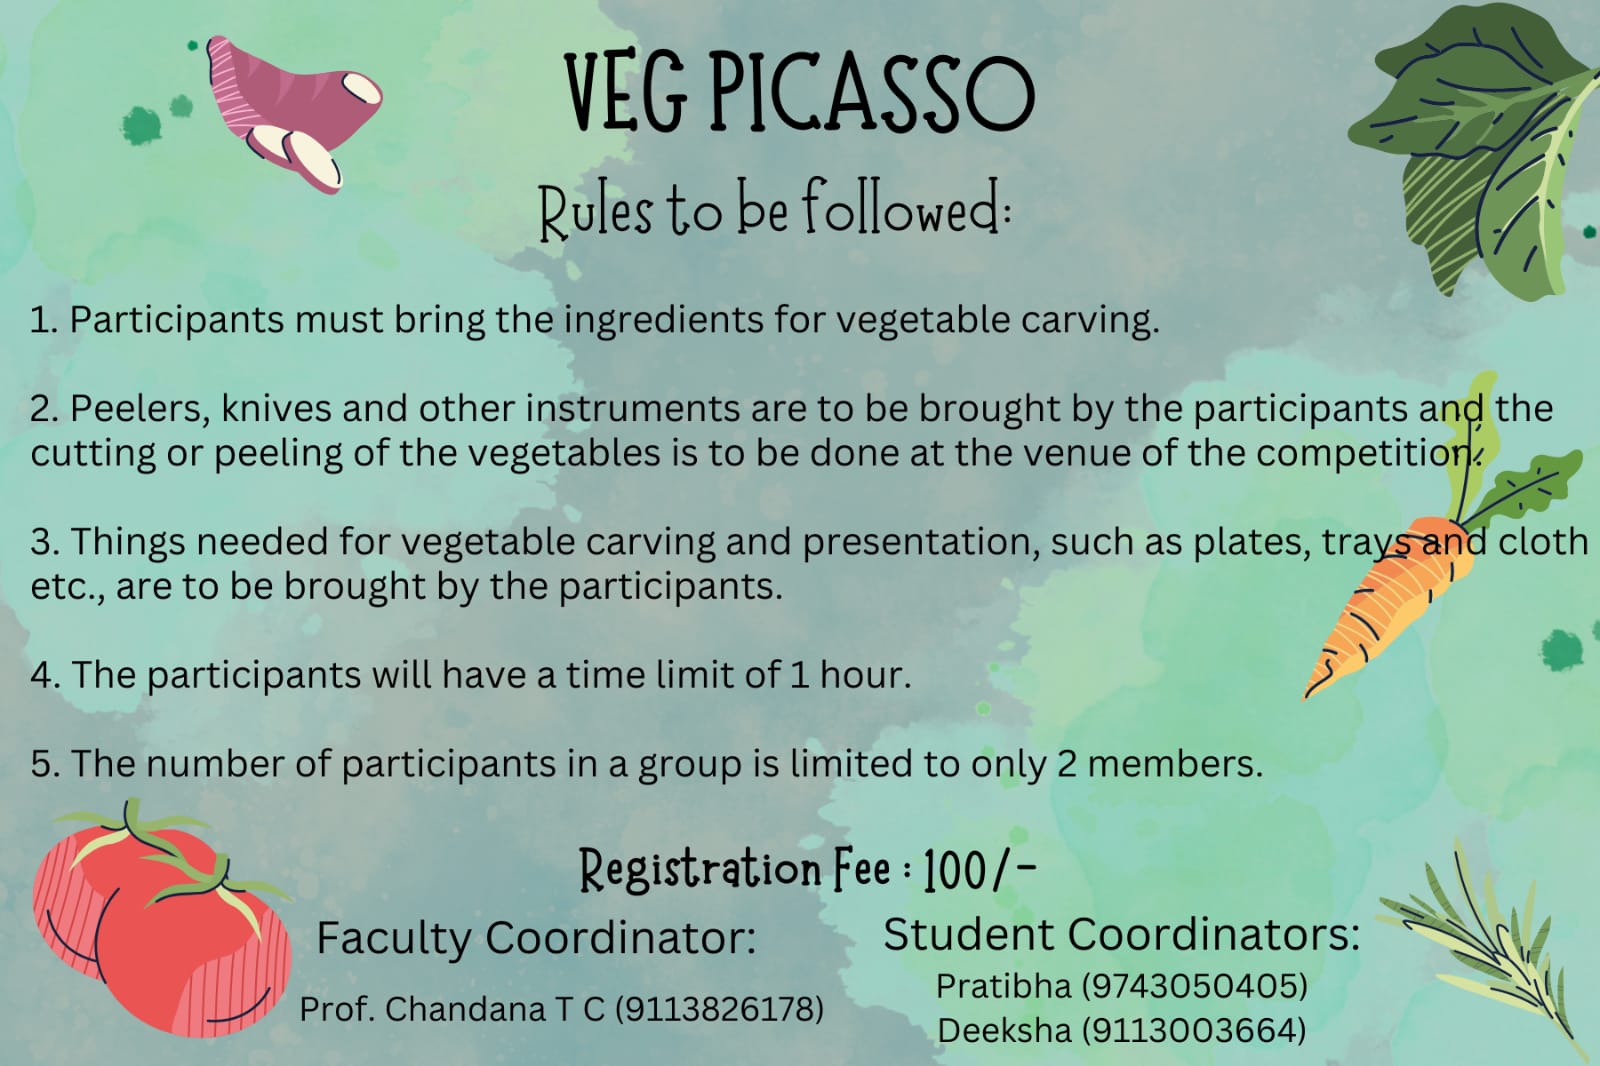 VEG PICASSO
Rules to be followed:
1. Participants must bring the ingredients for vegetable carving.
2. Peelers, knives and other instruments are to be brought by the participants and the
cutting or peeling of the vegetables is to be done at the venue of the competition.
3. Things needed for vegetable carving and presentation, such as plates, trays and cloth
etc., are to be brought by the participants.
4. The participants will have a time limit of 1 hour.
5. The number of participants in a group is limited to only 2 members.
Registration Fee : 100/-
Faculty Coordinator:
Prof. Chandana T C (9113826178)
Student Coordinators:
Pratibha (9743050405)
Deeksha (9113003664)